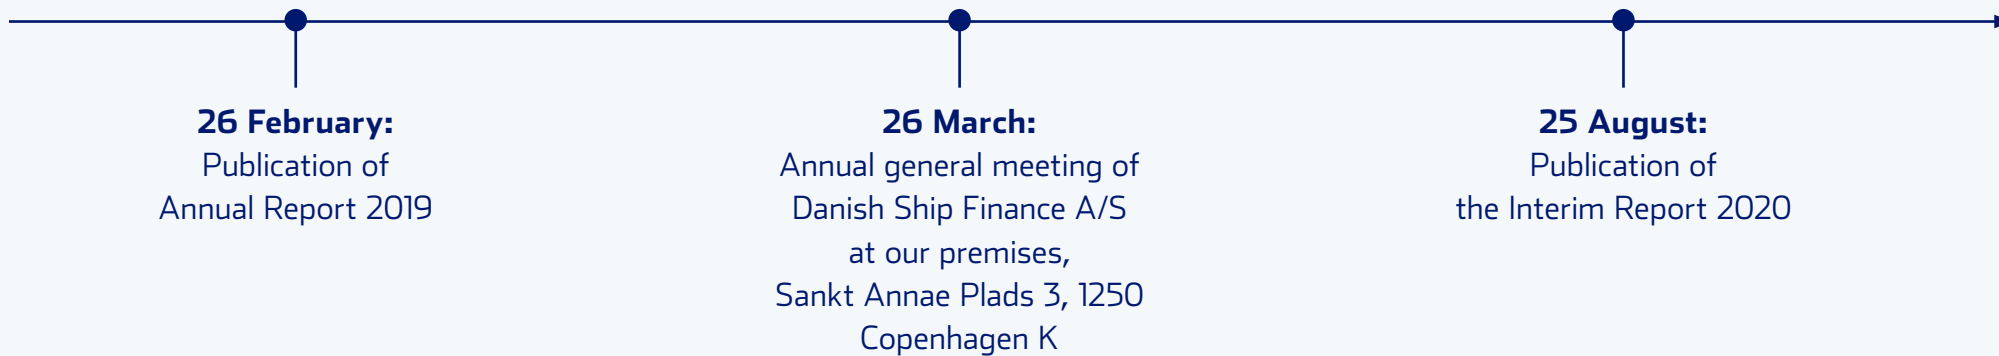 26 February:
Publication of
Annual Report 2019
26 March:
Annual general meeting of
Danish Ship Finance A/S
at our premises,
Sankt Annae Plads 3, 1250
Copenhagen K
25 August:
Publication of
the Interim Report 2020